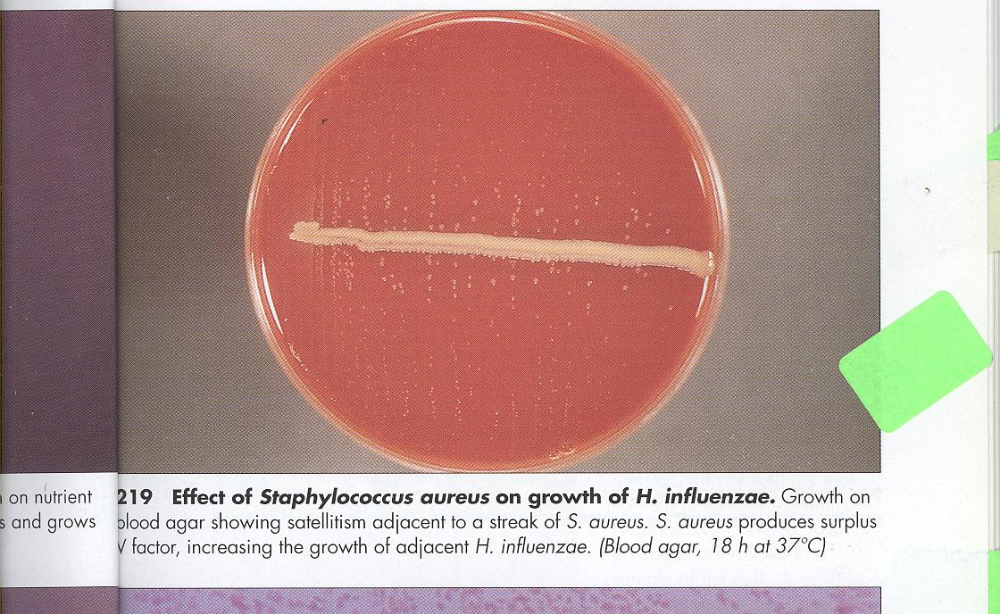 on nutrient
s and grows
219 Effect of Staphylococcus aureus on growth of H. influenzae. Growth on
blood agar showing satellitism adjacent to a streak of S. aureus. S. aureus produces surplus
V factor, increasing the growth of adjacent H. influenzae. (Blood agar, 18 h at 37°C)